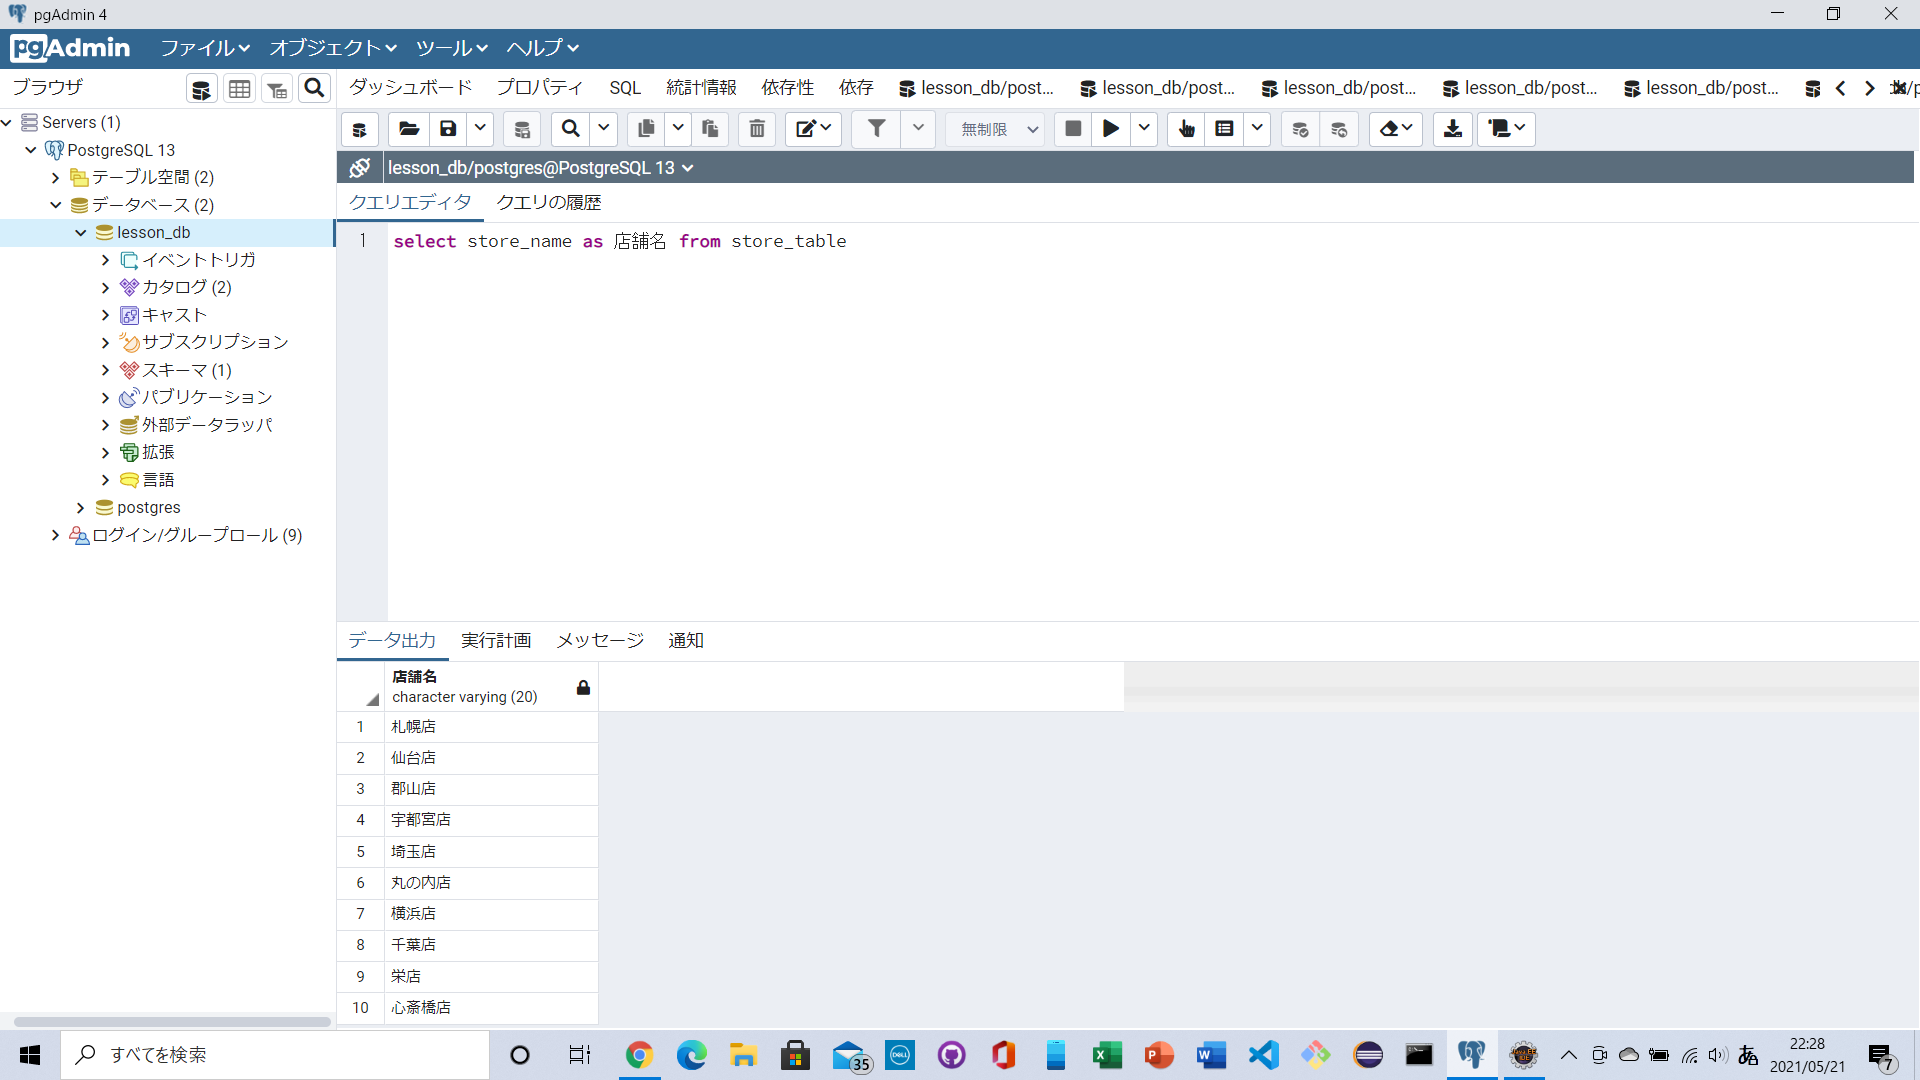 pgAdmin 4
pgAdmin ファイル オブジェクト ツール ヘルプ
ブラウザ
ダッシュボード プロパティ SQL 統計情報 依存性 依存 lesson_db/post... lesson_db/post... lesson_db/post... lesson_db/post... lesson_db/post...
Servers (1)
PostgreSQL 13
テーブル空間 (2)
データベース (2)
lesson_db
イベントトリガ
カタログ (2)
キャスト
サブスクリプション
スキーマ (1)
パブリケーション
外部データラッパ
拡張
言語
postgres
ログイン/グループロール (9)
無制限
lesson_db/postgres@PostgreSQL 13
クエリエディタ クエリの履歴
1 select store_name as 店舗名 from store_table
データ出力 実行計画 メッセージ 通知
店舗名
character varying (20)
1 札幌店
2 仙台店
3 郡山店
4 宇都宮店
5 埼玉店
6 丸の内店
7 横浜店
8 千葉店
9 栄店
10 心斎橋店
すべてを検索
35
DELL
あ
22:28
2021/05/21
7